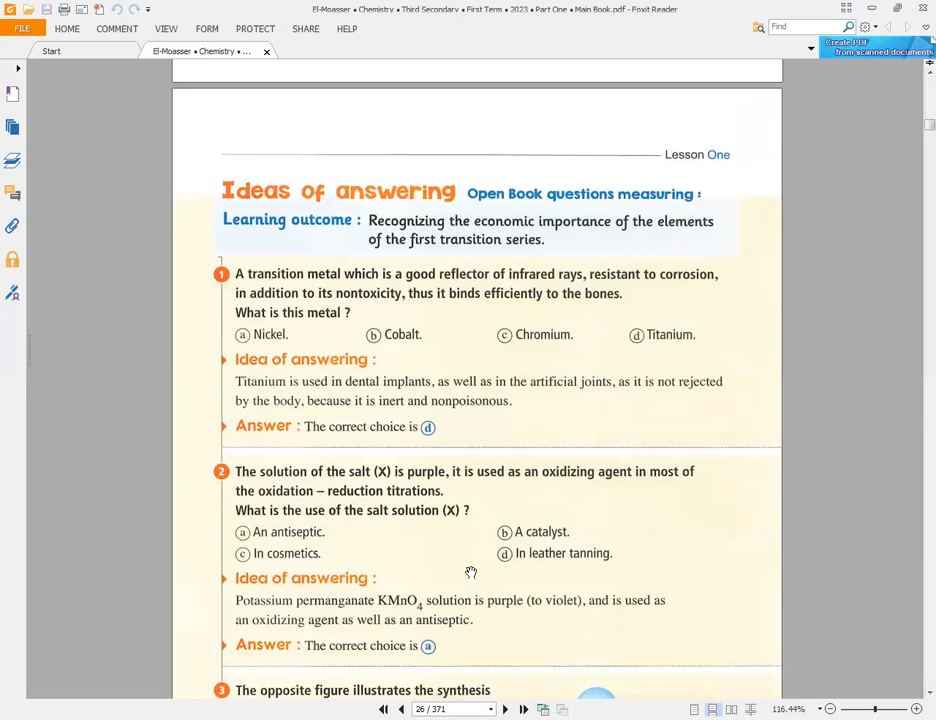 El-Moasser • Chemistry • Third Secondary • First Term • 2023 • Part One • Main Book.pdf - Foxit Reader
FILE HOME COMMENT VIEW FORM PROTECT SHARE HELP
Find
Start
El-Moasser • Chemistry • ...
Create PDF
from scanned documents
Lesson One
Ideas of answering Open Book questions measuring :
Learning outcome : Recognizing the economic importance of the elements
of the first transition series.
1 A transition metal which is a good reflector of infrared rays, resistant to corrosion,
in addition to its nontoxicity, thus it binds efficiently to the bones.
What is this metal ?
a Nickel. b Cobalt. c Chromium. d Titanium.
Idea of answering :
Titanium is used in dental implants, as well as in the artificial joints, as it is not rejected
by the body, because it is inert and nonpoisonous.
Answer : The correct choice is d
2 The solution of the salt (X) is purple, it is used as an oxidizing agent in most of
the oxidation – reduction titrations.
What is the use of the salt solution (X) ?
a An antiseptic. b A catalyst.
c In cosmetics. d In leather tanning.
Idea of answering :
Potassium permanganate KMnO4 solution is purple (to violet), and is used as
an oxidizing agent as well as an antiseptic.
Answer : The correct choice is a
3 The opposite figure illustrates the synthesis
26 / 371
116.44%